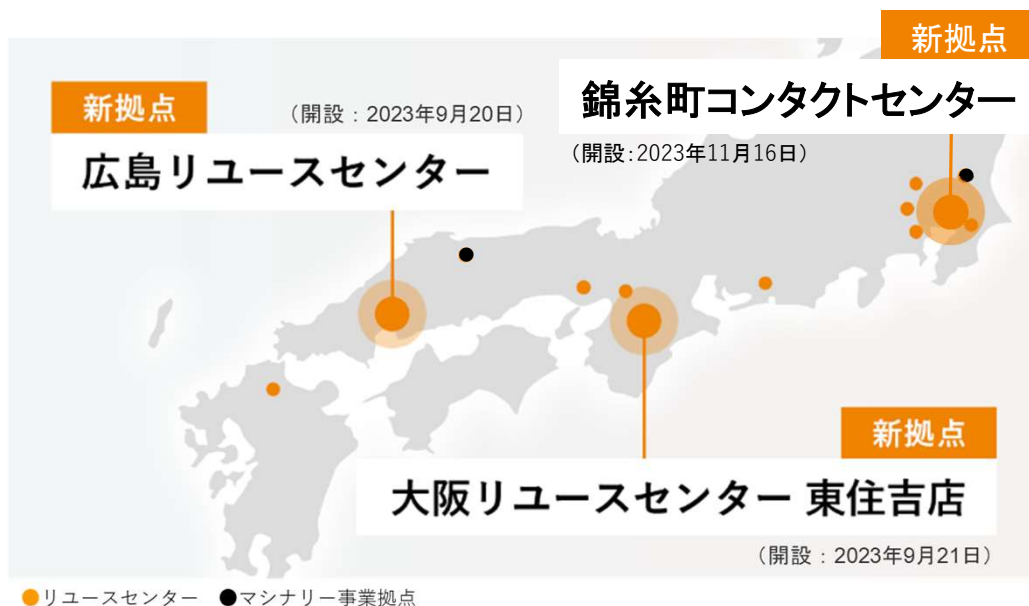 新拠点
錦糸町コンタクトセンター
(開設:2023年11月16日)
新拠点
(開設:2023年9月20日)
広島リユースセンター
新拠点
大阪リユースセンター 東住吉店
(開設:2023年9月21日)
●リユースセンター ●マシナリー事業拠点